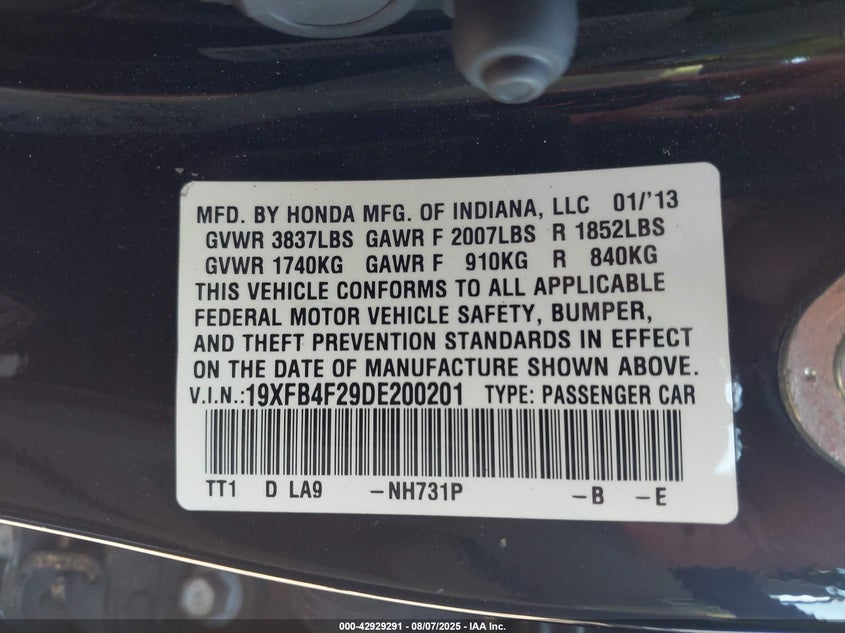 MFD. BY HONDA MFG. OF INDIANA, LLC 01/'13
GVWR 3837LBS GAWR F 2007LBS R 1852LBS
GVWR 1740KG GAWR F 910KG R 840KG
THIS VEHICLE CONFORMS TO ALL APPLICABLE
FEDERAL MOTOR VEHICLE SAFETY, BUMPER,
AND THEFT PREVENTION STANDARDS IN EFFECT
ON THE DATE OF MANUFACTURE SHOWN ABOVE.
V.I.N.:19XFB4F29DE200201 TYPE: PASSENGER CAR
TT1 D LA9 -NH731P -B -E
000-42929291 - 08/07/2025 - IAA Inc.